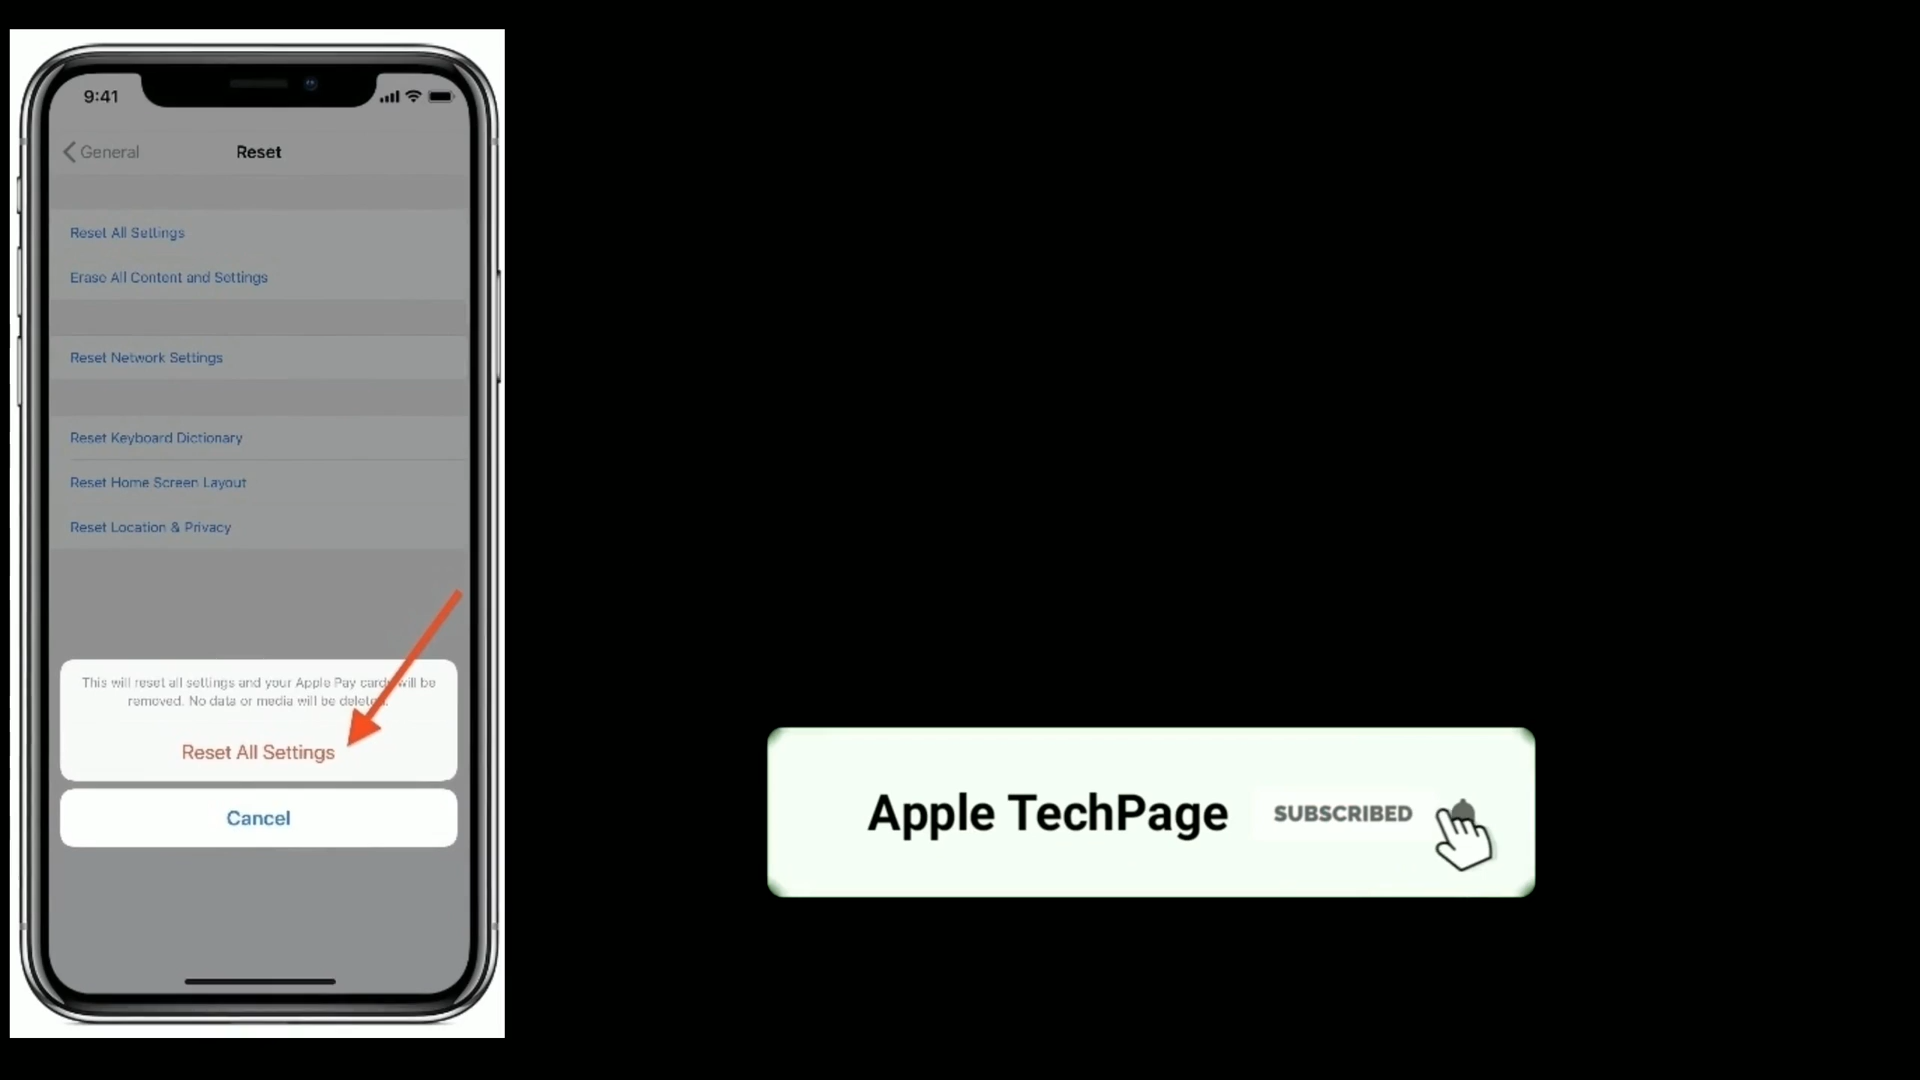 9:41
General
Reset
Reset All Settings
Erase All Content and Settings
Reset Network Settings
Reset Keyboard Dictionary
Reset Home Screen Layout
Reset Location & Privacy
This will reset all settings and your Apple Pay cards will be
removed. No data or media will be deleted.
Reset All Settings
Cancel
Apple TechPage
SUBSCRIBED